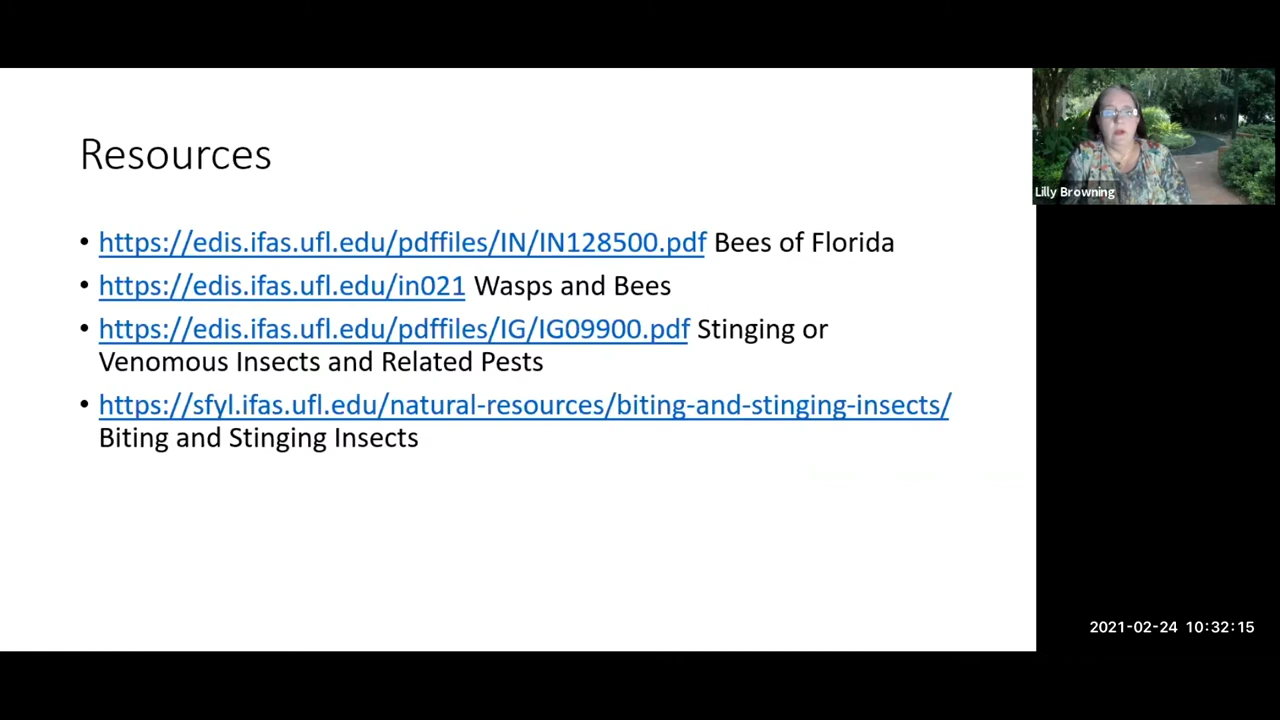 Resources
• https://edis.ifas.ufl.edu/pdffiles/IN/IN128500.pdf Bees of Florida
• https://edis.ifas.ufl.edu/in021 Wasps and Bees
• https://edis.ifas.ufl.edu/pdffiles/IG/IG09900.pdf Stinging or
Venomous Insects and Related Pests
• https://sfyl.ifas.ufl.edu/natural-resources/biting-and-stinging-insects/
Biting and Stinging Insects
Lilly Browning
2021-02-24 10:32:15